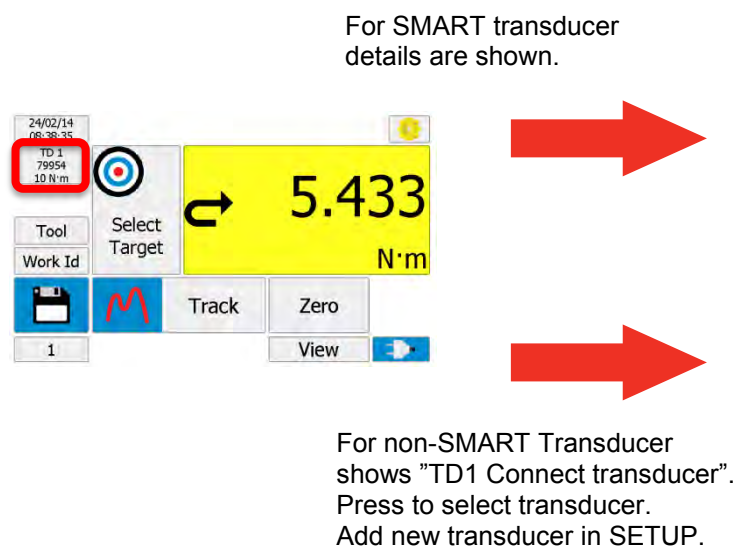 For SMART transducer
details are shown.
24/02/14
08:38:35
TD 1
79954
10 N·m
Tool
Work Id
Select
Target
5.433
N·m
Track
Zero
1
View
For non-SMART Transducer
shows ”TD1 Connect transducer”.
Press to select transducer.
Add new transducer in SETUP.